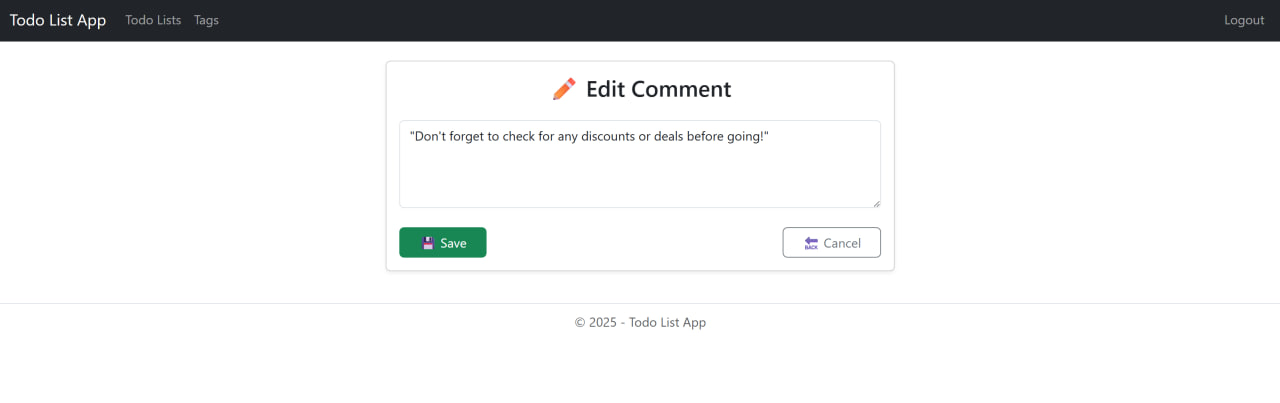 Todo List App Todo Lists Tags Logout
Edit Comment
"Don't forget to check for any discounts or deals before going!"
Save BACK Cancel
© 2025 - Todo List App